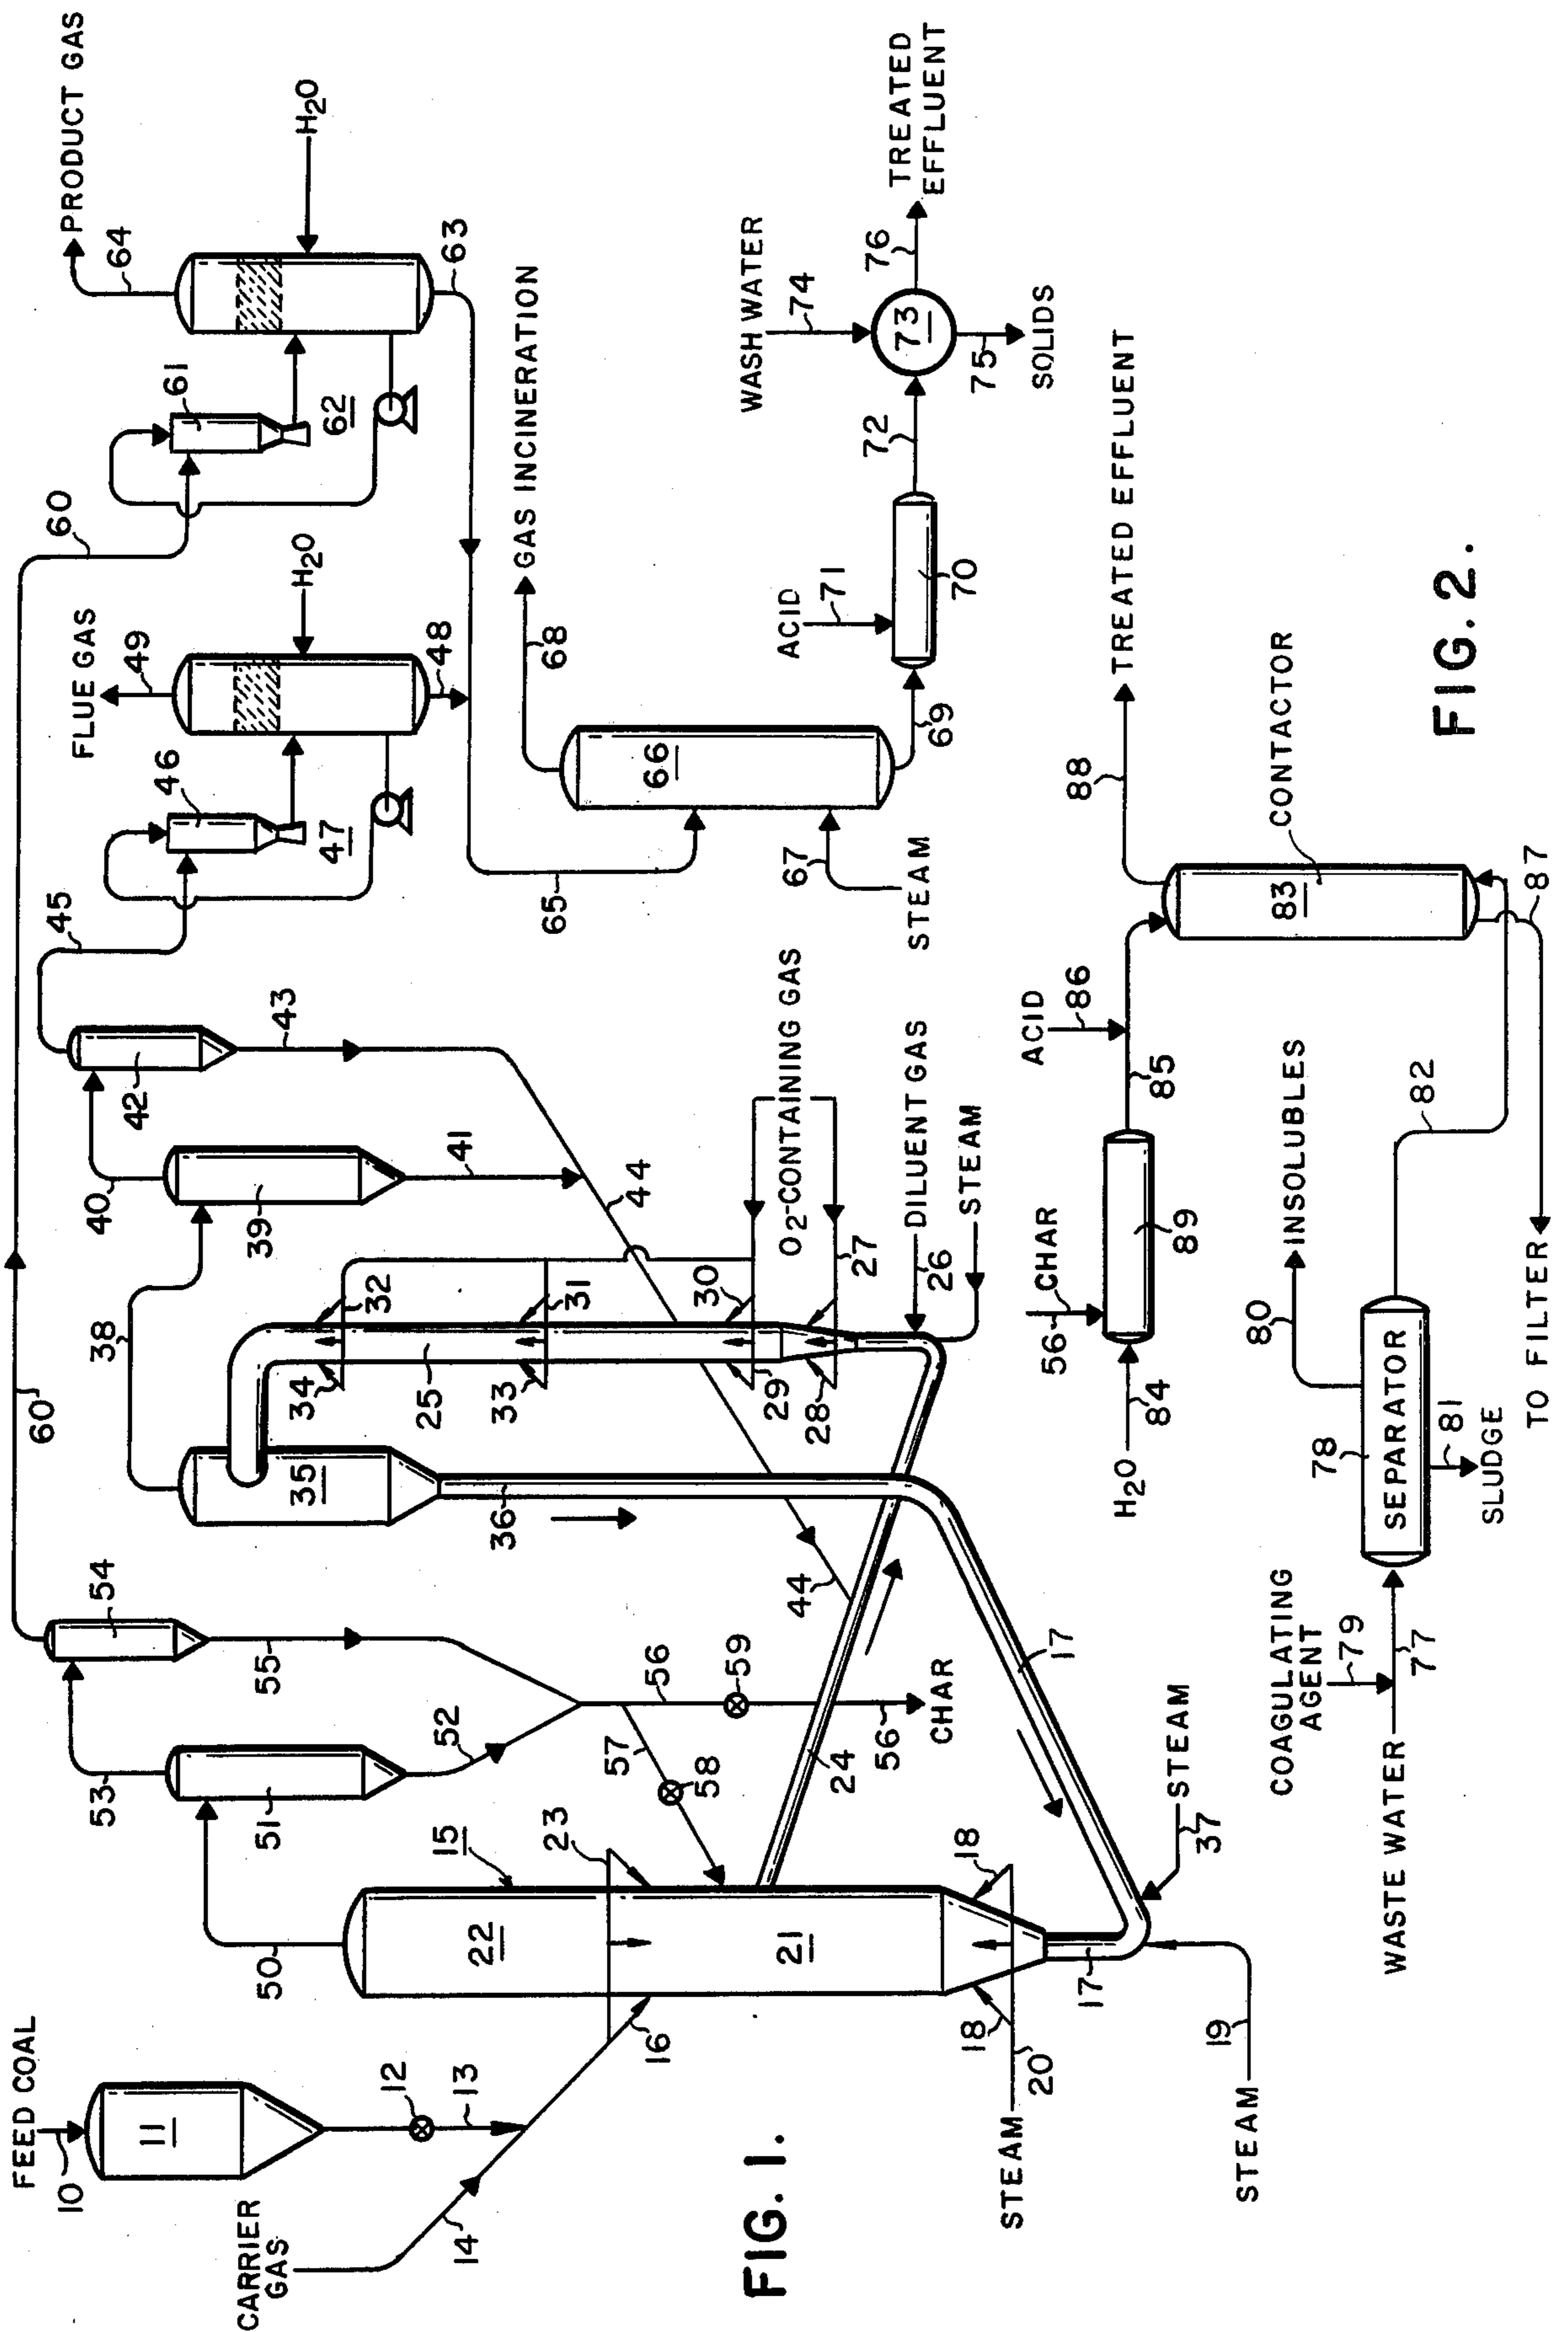 FEED COAL
10
11
12
13
CARRIER
GAS
14
16
15
22
21
23
18
18
20
STEAM
17
19
STEAM
37
STEAM
17
50
51
53
54
52
55
56
57
58
59
56
CHAR
24
44
60
35
36
38
25
34
32
33
31
30
29
28
27
O2-CONTAINING GAS
26
DILUENT GAS
STEAM
39
40
41
42
43
44
45
46
47
FLUE GAS
49
H2O
48
60
61
62
PRODUCT GAS
64
H2O
63
65
66
67
STEAM
68
GAS INCINERATION
69
70
ACID
71
72
73
WASH WATER
74
75
SOLIDS
76
TREATED
EFFLUENT
FIG. 1.
WASTE WATER
77
COAGULATING
AGENT
79
78
SEPARATOR
80
INSOLUBLES
81
SLUDGE
82
H2O
84
56
CHAR
89
85
ACID
86
83
CONTACTOR
88
TREATED EFFLUENT
87
TO FILTER
FIG. 2.